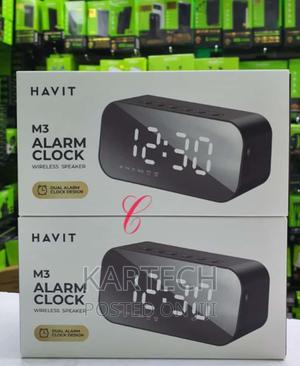 HAVIT
M3
ALARM
CLOCK
WIRELESS SPEAKER
DUAL ALARM
CLOCK DESIGN
12:30
C
HAVIT
M3
ALARM
CLOCK
WIRELESS SPEAKER
DUAL ALARM
CLOCK DESIGN
12:30
KARTECH
POSTED ON JIJI